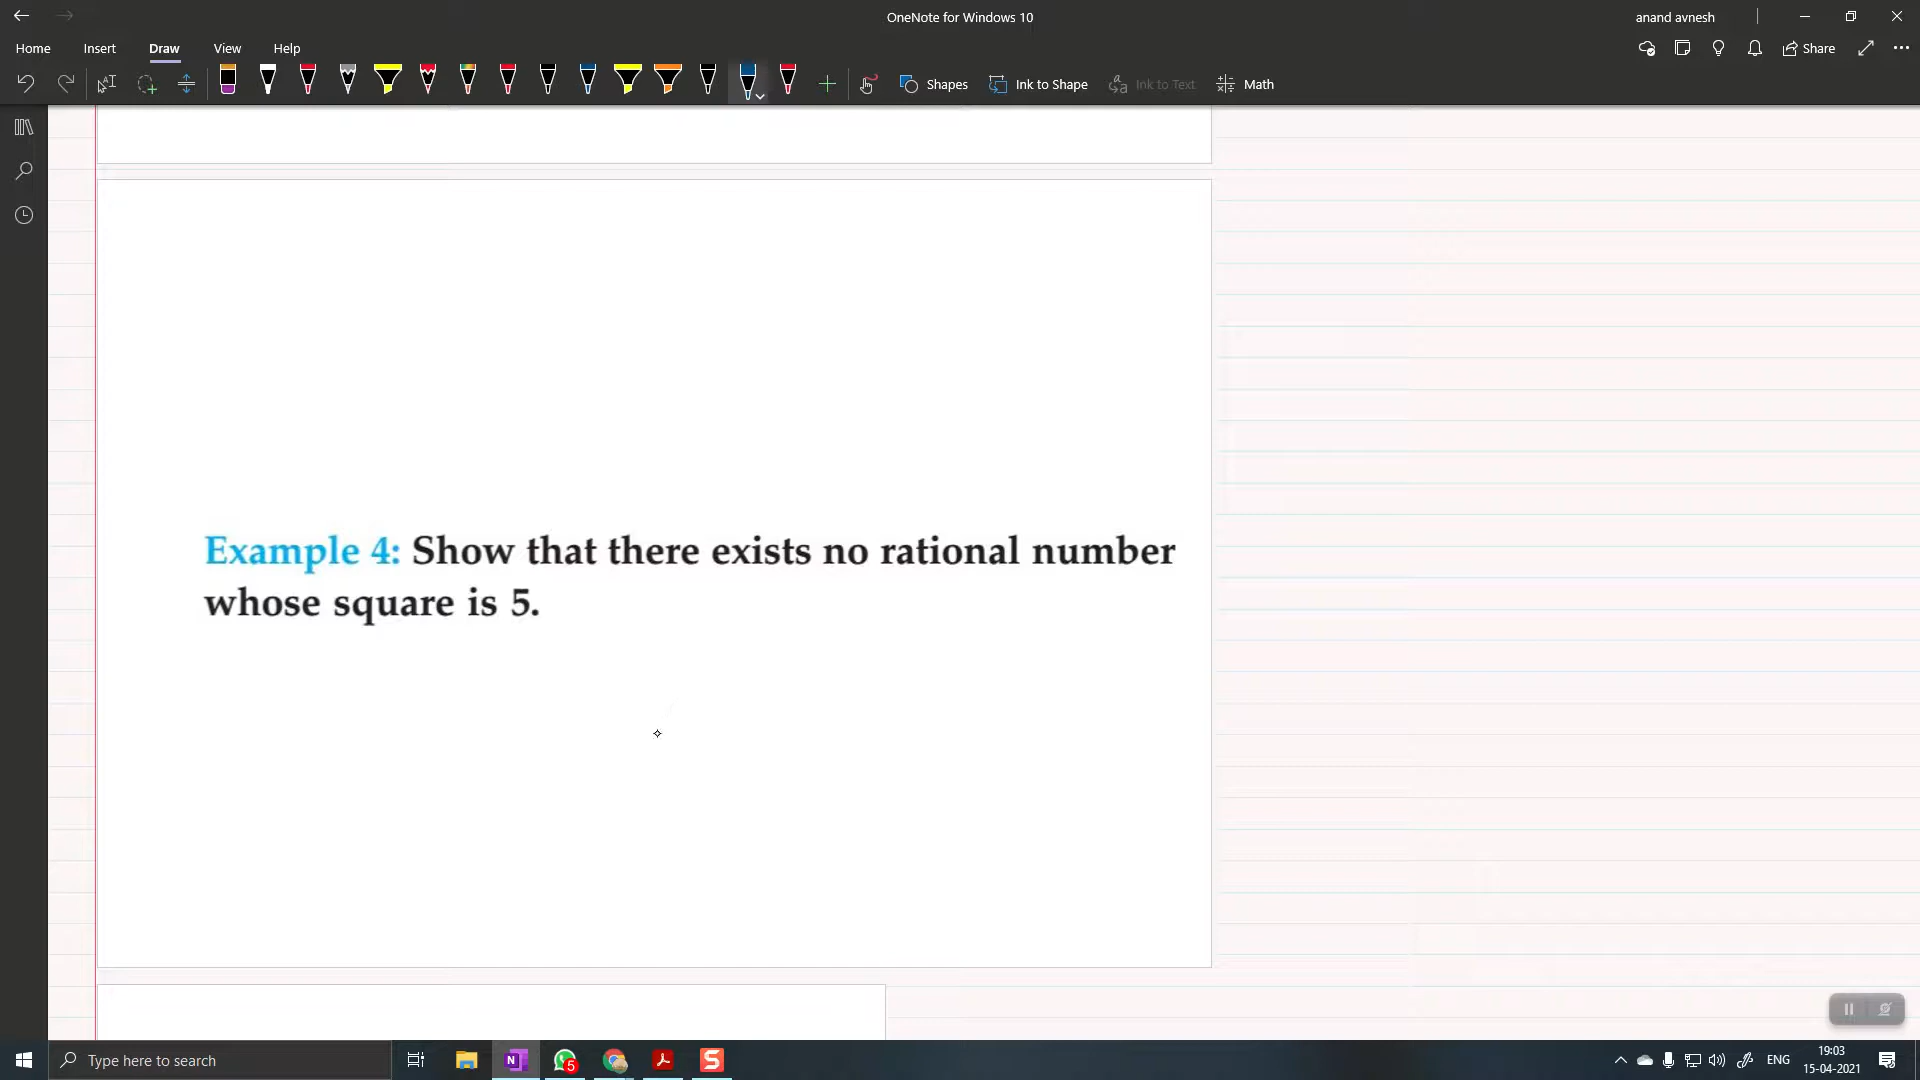 OneNote for Windows 10
anand avnesh
Home Insert Draw View Help
Share
Shapes Ink to Shape Ink to Text Math
Example 4: Show that there exists no rational number
whose square is 5.
Type here to search
N
5
S
ENG
19:03
15-04-2021